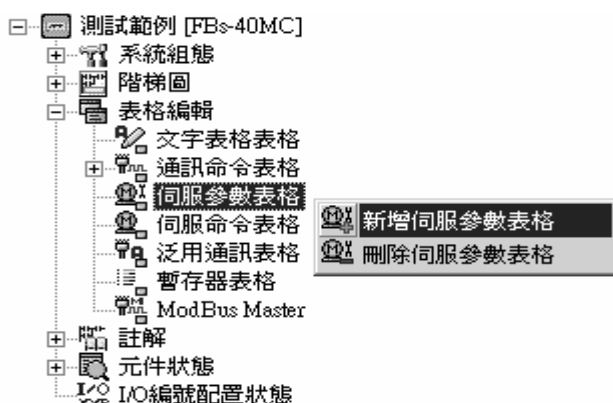 測試範例 [FBs-40MC]
系統組態
階梯圖
表格編輯
文字表格表格
通訊命令表格
伺服參數表格
新增伺服參數表格
伺服命令表格
刪除伺服參數表格
泛用通訊表格
暫存器表格
ModBus Master
註解
元件狀態
I/O編號配置狀態